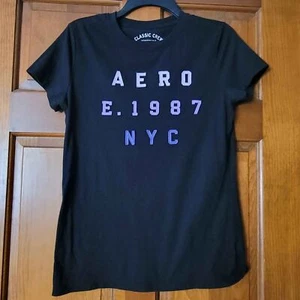 CLASSIC CREW
AERO
E. 1987
NYC